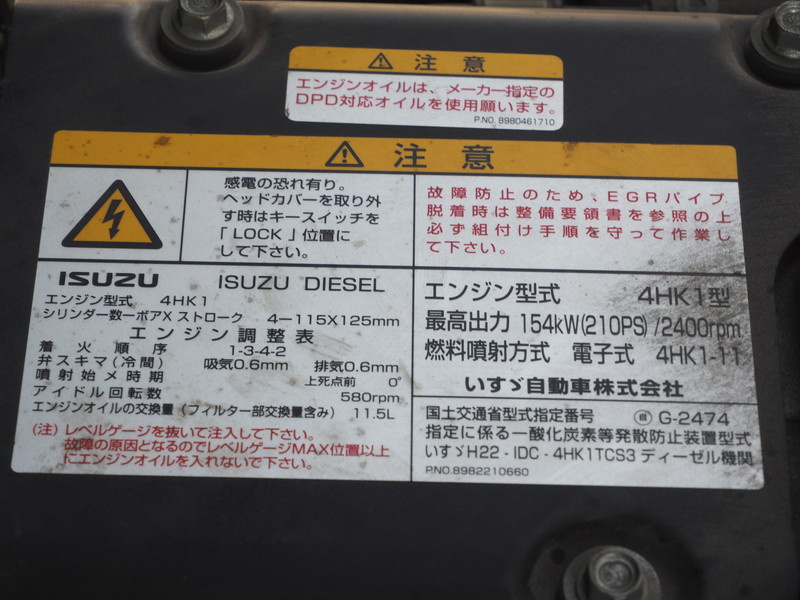 注意
エンジンオイルは、メーカー指定の
DPD対応オイルを使用願います。
P.NO. 8980461710
注意
感電の恐れ有り。
ヘッドカバーを取り外
す時はキースイッチを
「LOCK」位置に
して下さい。
故障防止のため、EGRパイプ
脱着時は整備要領書を参照の上
必ず組付け手順を守って作業し
て下さい。
ISUZU ISUZU DIESEL
エンジン型式 4HK1
シリンダー数ーボアXストローク 4-115X125mm
エンジン調整表
着火順序 1-3-4-2
弁スキマ(冷間) 吸気0.6mm 排気0.6mm
噴射始メ時期 上死点前 0°
アイドル回転数 580rpm
エンジンオイルの交換量(フィルター部交換量含み) 11.5L
(注)レベルゲージを抜いて注入して下さい。
故障の原因となるのでレベルゲージMAX位置以上
にエンジンオイルを入れないで下さい。
エンジン型式 4HK1型
最高出力 154kW(210PS)/2400rpm
燃料噴射方式 電子式 4HK1-11
いすゞ自動車株式会社
国土交通省型式指定番号 自 G-2474
指定に係る一酸化炭素等発散防止装置型式
いすゞH22-IDC-4HK1TCS3 ディーゼル機関
P.NO. 8982210660